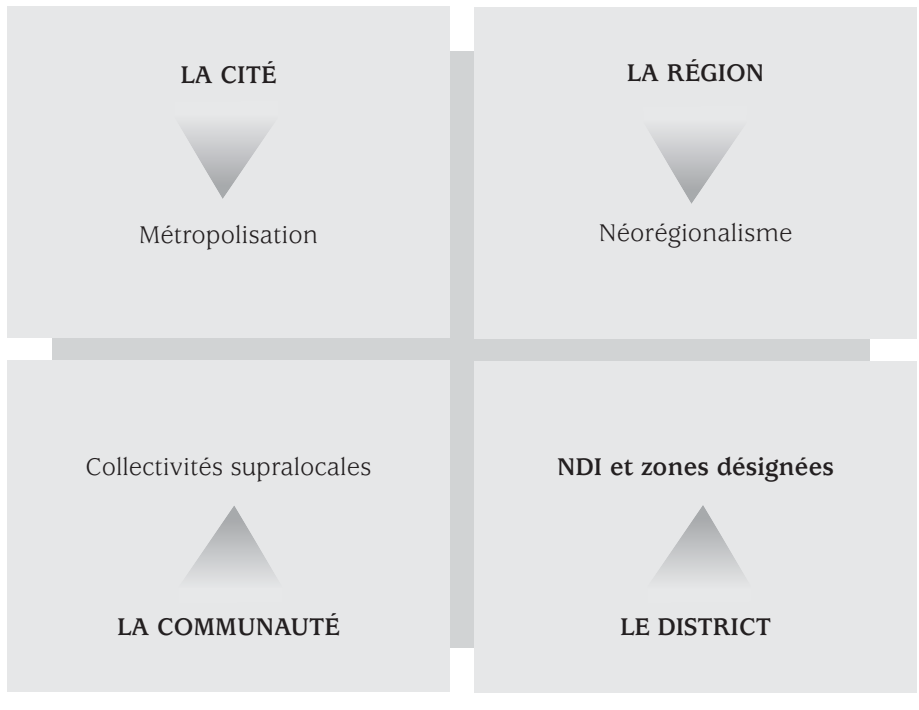 LA CITÉ
Métropolisation
LA RÉGION
Néorégionalisme
Collectivités supralocales
LA COMMUNAUTÉ
NDI et zones désignées
LE DISTRICT